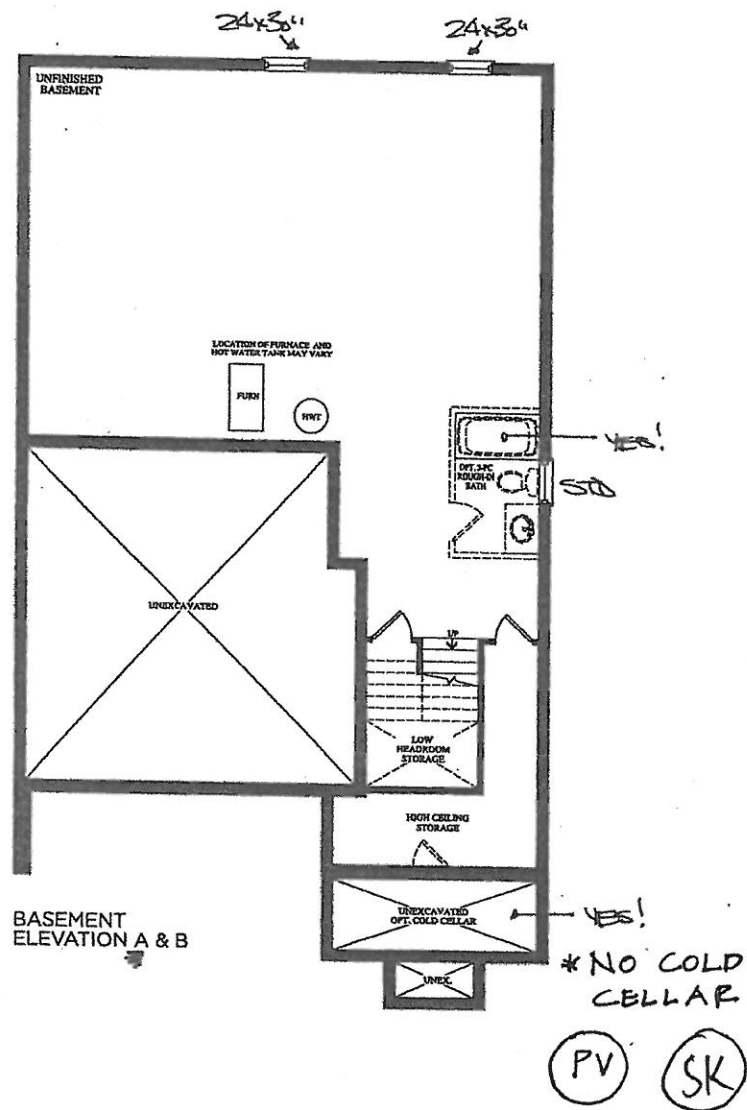 24x30"
24x30"
UNFINISHED
BASEMENT
LOCATION OF FURNACE AND
HOT WATER TANK MAY VARY
FURN
HWT
YES!
OPT. 3-PC
ROUGH-IN
BATH
STD
UNEXCAVATED
UP
LOW
HEADROOM
STORAGE
HIGH CEILING
STORAGE
UNEXCAVATED
OPT. COLD CELLAR
YES!
BASEMENT
ELEVATION A & B
UNEX.
* NO COLD
CELLAR
PV
SK